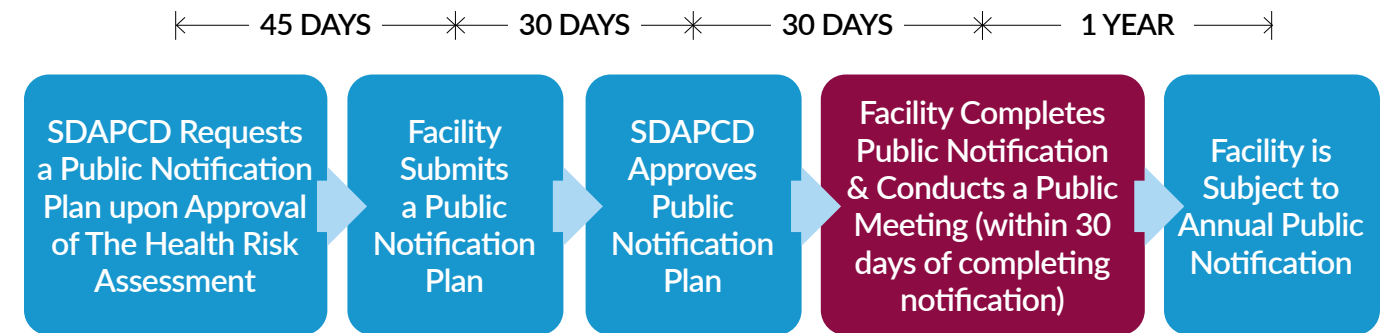 45 DAYS
30 DAYS
30 DAYS
1 YEAR
SDAPCD Requests
a Public Notification
Plan upon Approval
of The Health Risk
Assessment
Facility
Submits
a Public
Notification
Plan
SDAPCD
Approves
Public
Notification
Plan
Facility Completes
Public Notification
& Conducts a Public
Meeting (within 30
days of completing
notification)
Facility is
Subject to
Annual Public
Notification